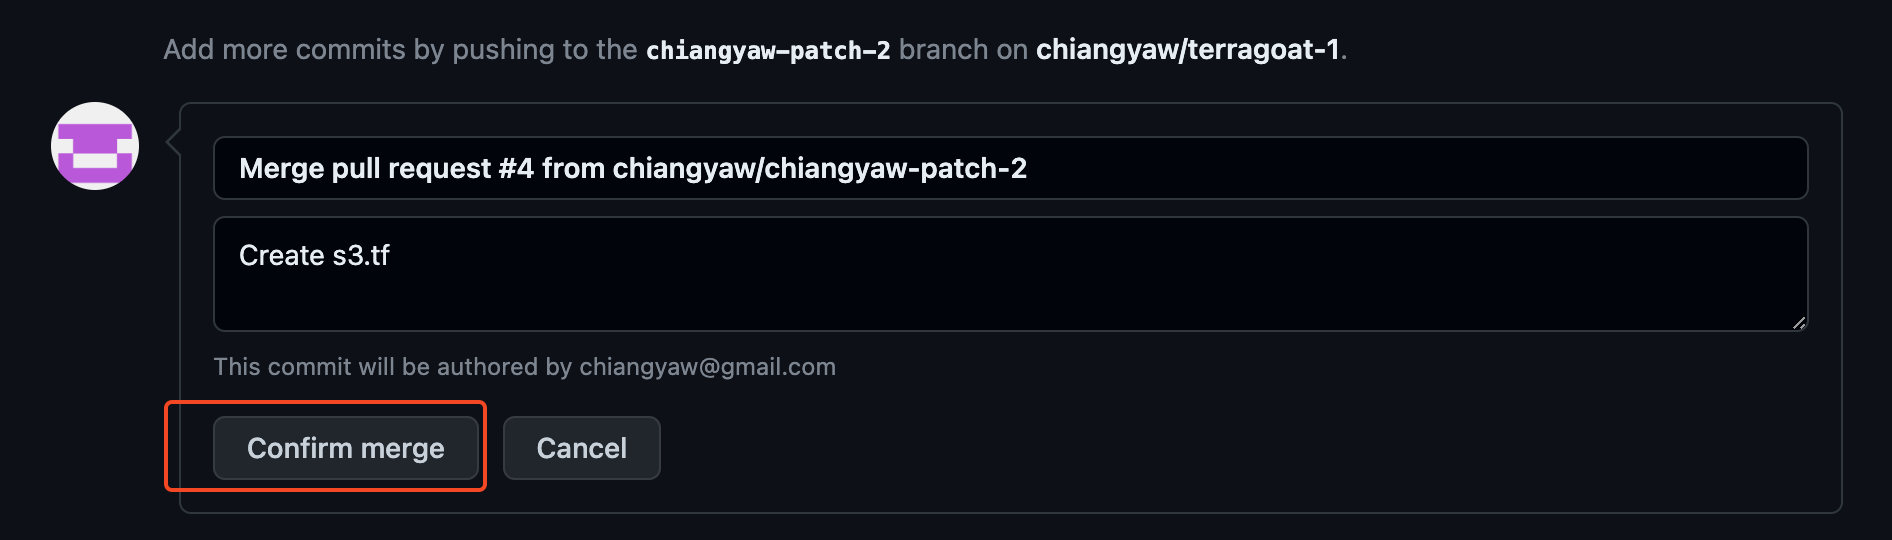 Add more commits by pushing to the chiangyaw-patch-2 branch on chiangyaw/terragoat-1.
Merge pull request #4 from chiangyaw/chiangyaw-patch-2
Create s3.tf
This commit will be authored by chiangyaw@gmail.com
Confirm merge Cancel